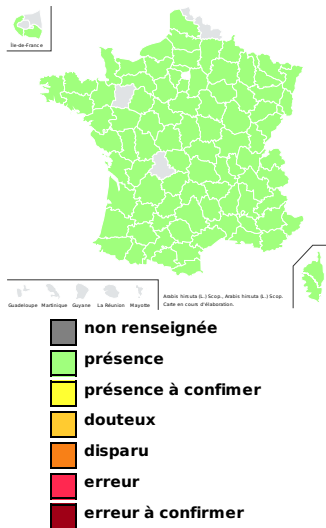 Île-de-France
Guadeloupe Martinique Guyane La Réunion Mayotte
Arabis hirsuta (L.) Scop., Arabis hirsuta (L.) Scop.
Carte en cours d'élaboration.
non renseignée
présence
présence à confimer
douteux
disparu
erreur
erreur à confirmer